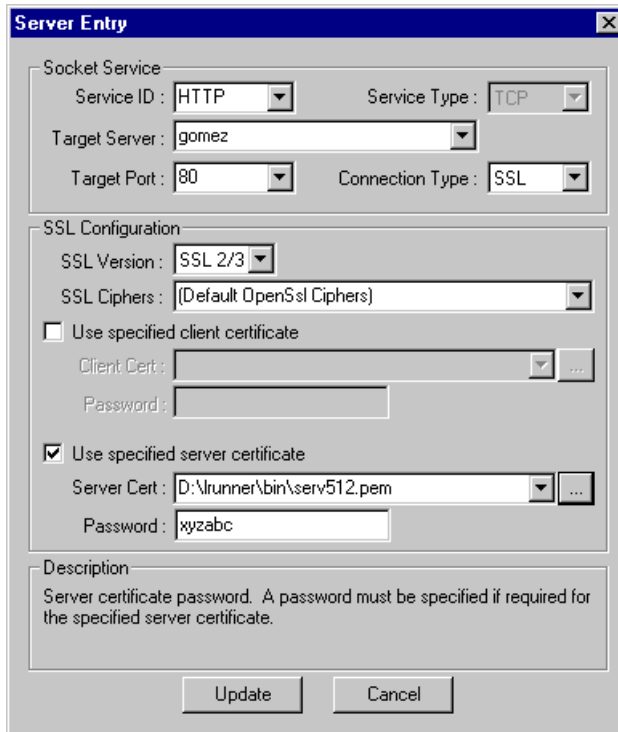 Server Entry
Socket Service
Service ID : HTTP Service Type : TCP
Target Server : gomez
Target Port : 80 Connection Type : SSL
SSL Configuration
SSL Version : SSL 2/3
SSL Ciphers : (Default OpenSsl Ciphers)
Use specified client certificate
Client Cert : ...
Password :
Use specified server certificate
Server Cert : D:\lrunner\bin\serv512.pem ...
Password : xyzabc
Description
Server certificate password. A password must be specified if required for
the specified server certificate.
Update Cancel